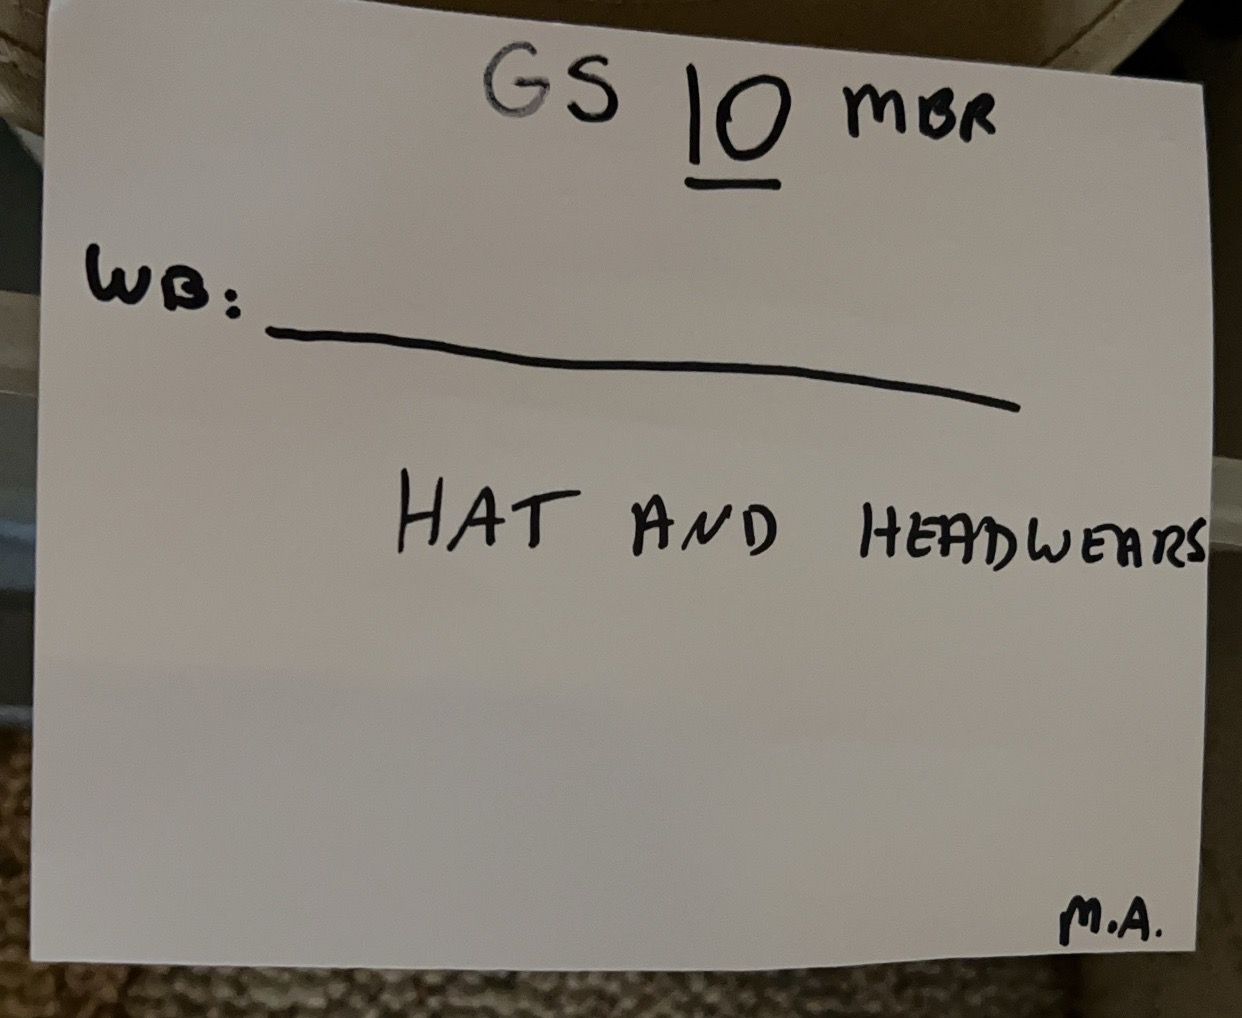 GS 10 MBR
WB:
HAT AND HEADWEARS
M.A.